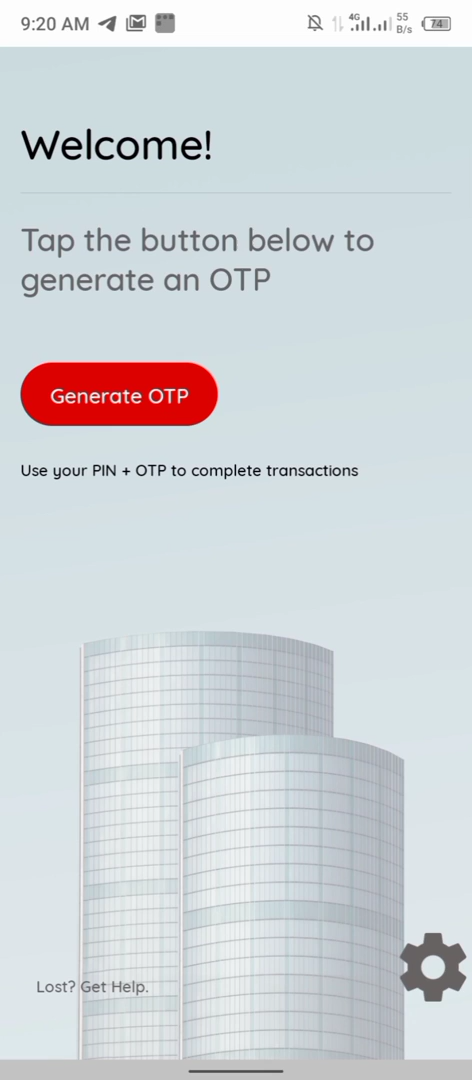 9:20 AM
4G
55
B/s
74
Welcome!
Tap the button below to
generate an OTP
Generate OTP
Use your PIN + OTP to complete transactions
Lost? Get Help.